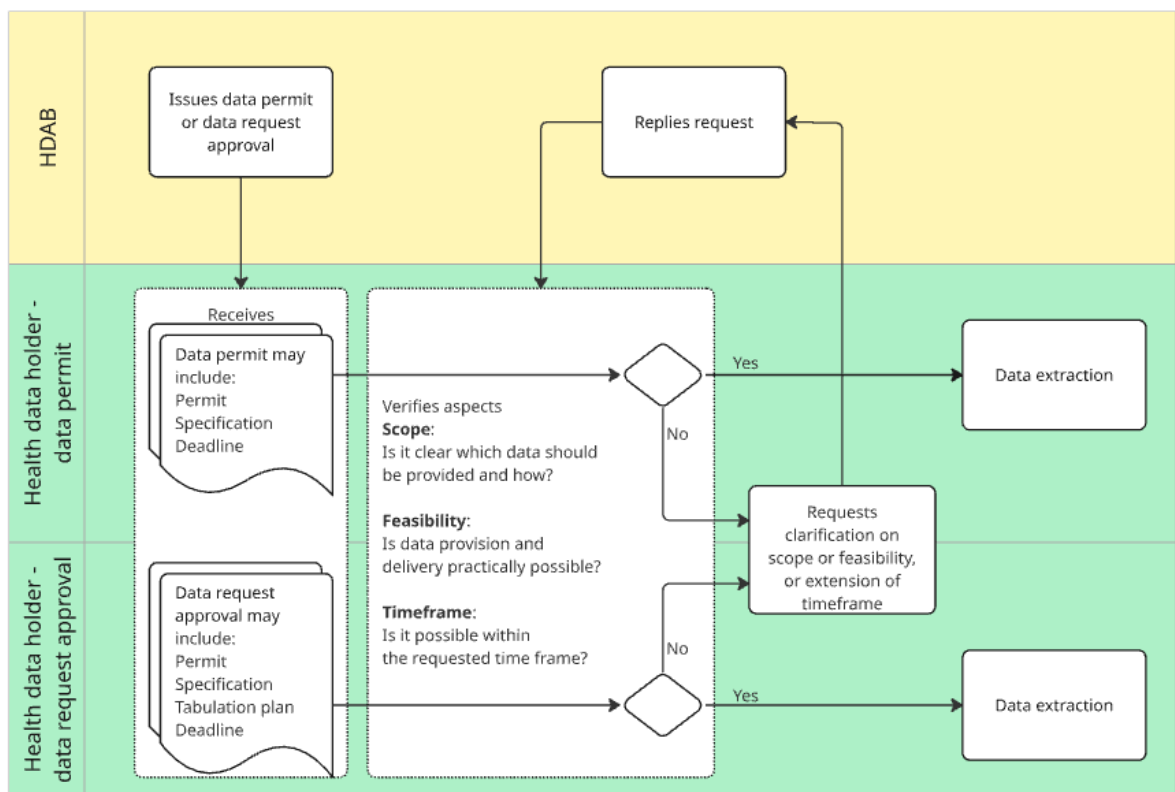 HDAB
Issues data permit
or data request
approval
Replies request
Health data holder -
data permit
Receives
Data permit may
include:
Permit
Specification
Deadline
Verifies aspects
Scope:
Is it clear which data should
be provided and how?
Feasibility:
Is data provision and
delivery practically possible?
Timeframe:
Is it possible within
the requested time frame?
Yes
No
Data extraction
Requests
clarification on
scope or feasibility,
or extension of
timeframe
Health data holder -
data request approval
Data request
approval may
include:
Permit
Specification
Tabulation plan
Deadline
No
Yes
Data extraction